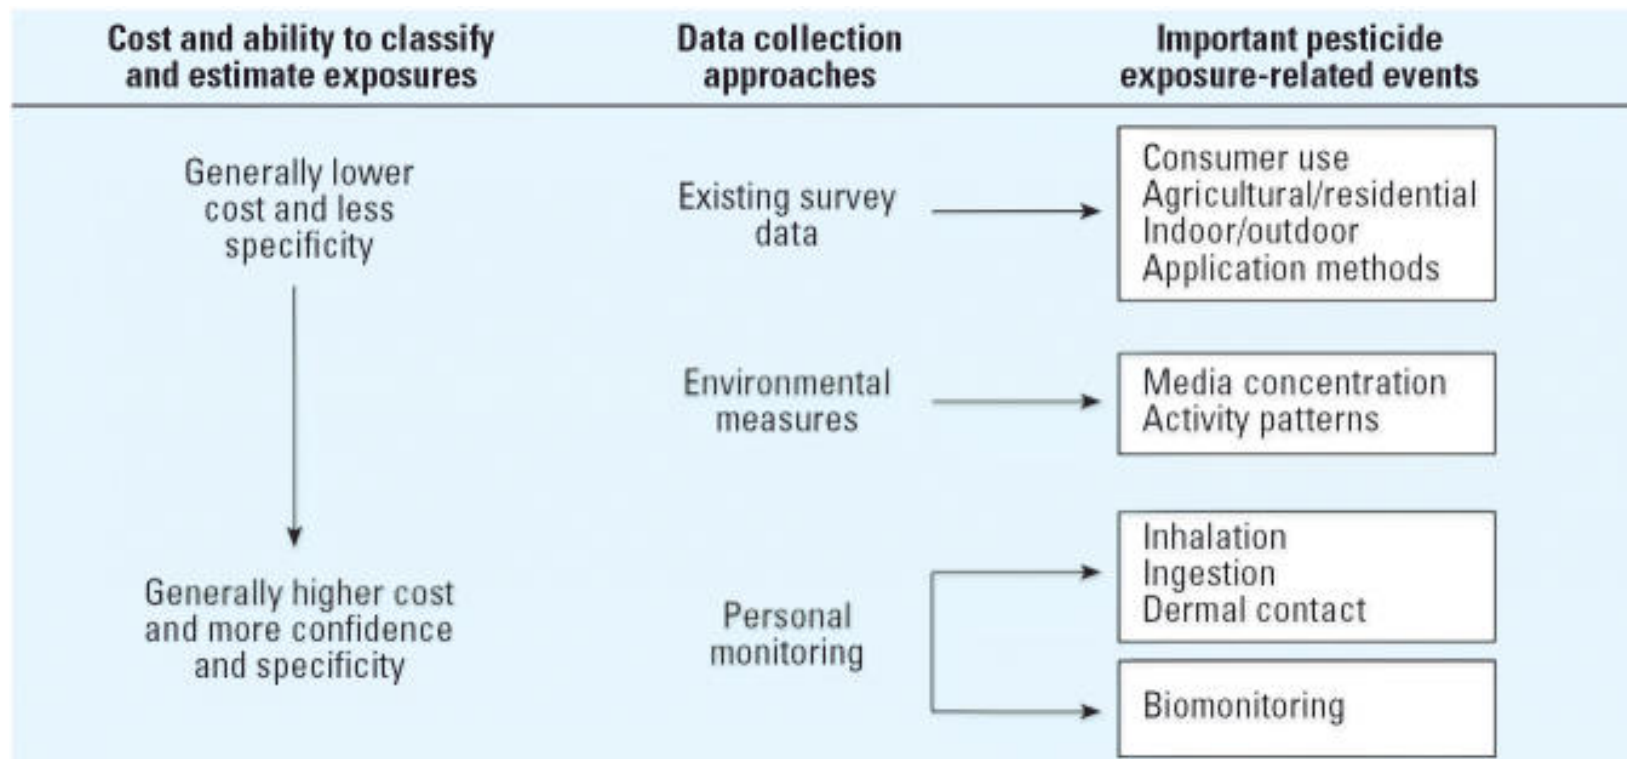 Cost and ability to classify
and estimate exposures
Data collection
approaches
Important pesticide
exposure-related events
Generally lower
cost and less
specificity
Existing survey
data
Consumer use
Agricultural/residential
Indoor/outdoor
Application methods
Environmental
measures
Media concentration
Activity patterns
Generally higher cost
and more confidence
and specificity
Personal
monitoring
Inhalation
Ingestion
Dermal contact
Biomonitoring